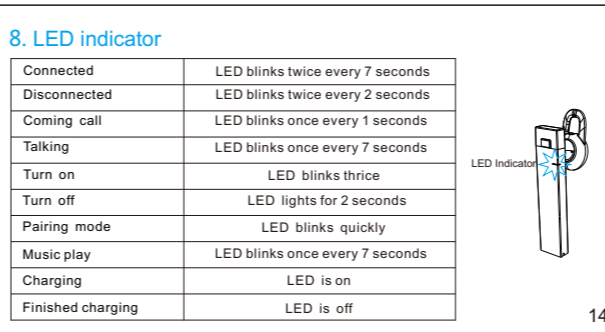 8. LED indicator
Connected LED blinks twice every 7 seconds
Disconnected LED blinks twice every 2 seconds
Coming call LED blinks once every 1 seconds
Talking LED blinks once every 7 seconds
Turn on LED blinks thrice
Turn off LED lights for 2 seconds
Pairing mode LED blinks quickly
Music play LED blinks once every 7 seconds
Charging LED is on
Finished charging LED is off
LED Indicator
14